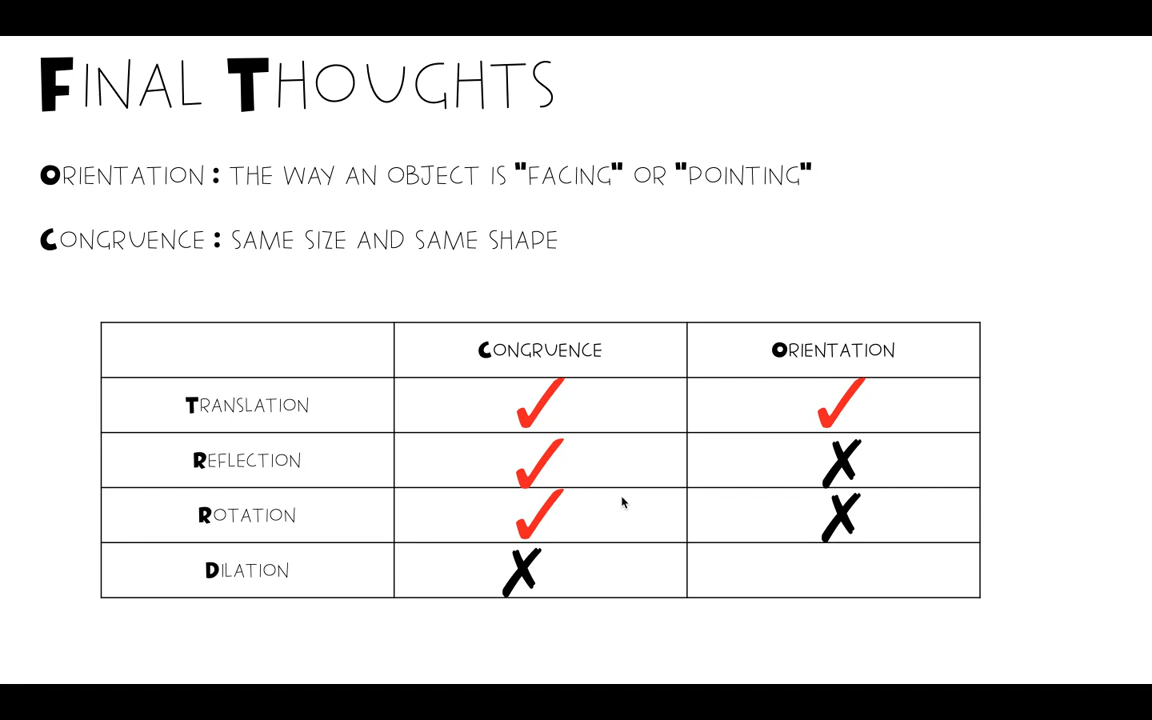 Final Thoughts
Orientation : the way an object is "facing" or "pointing"
Congruence : same size and same shape
Congruence Orientation
Translation ✓ ✓
Reflection ✓ ✗
Rotation ✓ ✗
Dilation ✗